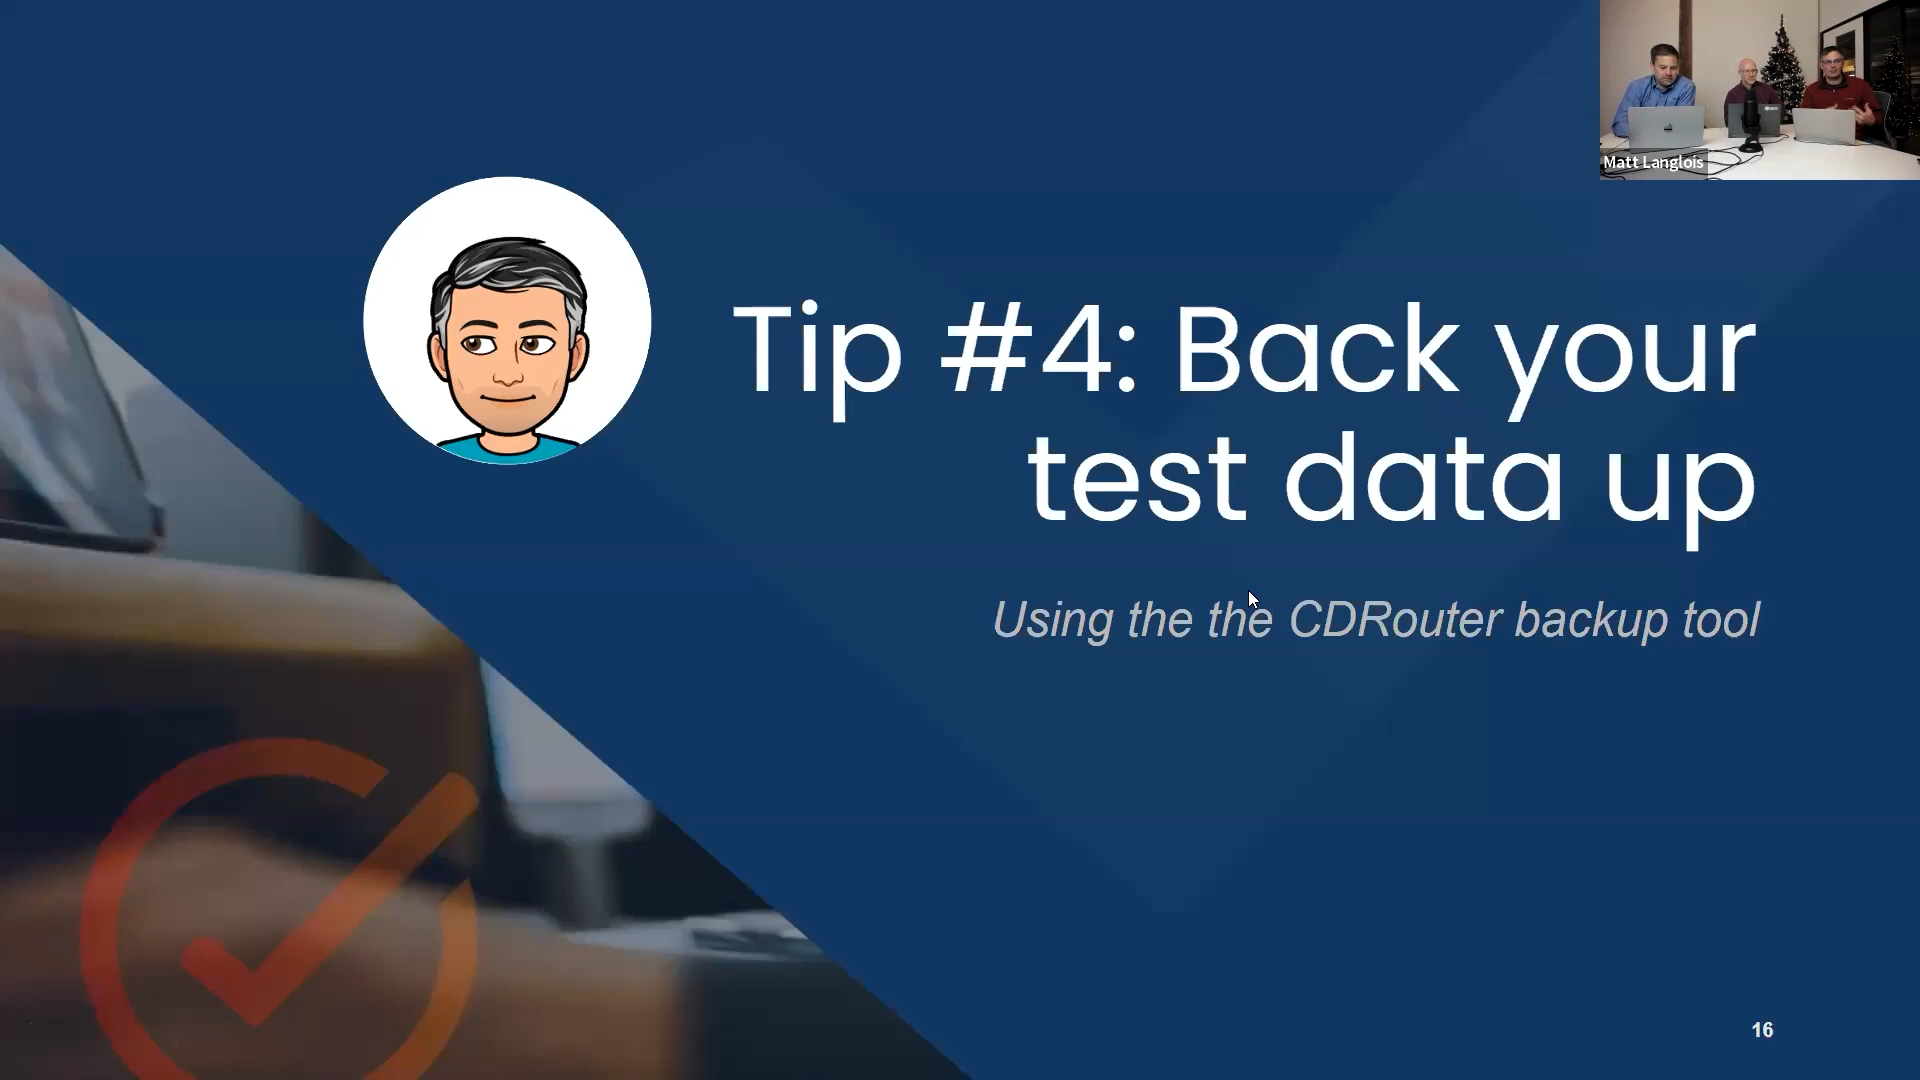 Matt Langlois
Tip #4: Back your
test data up
Using the the CDRouter backup tool
16